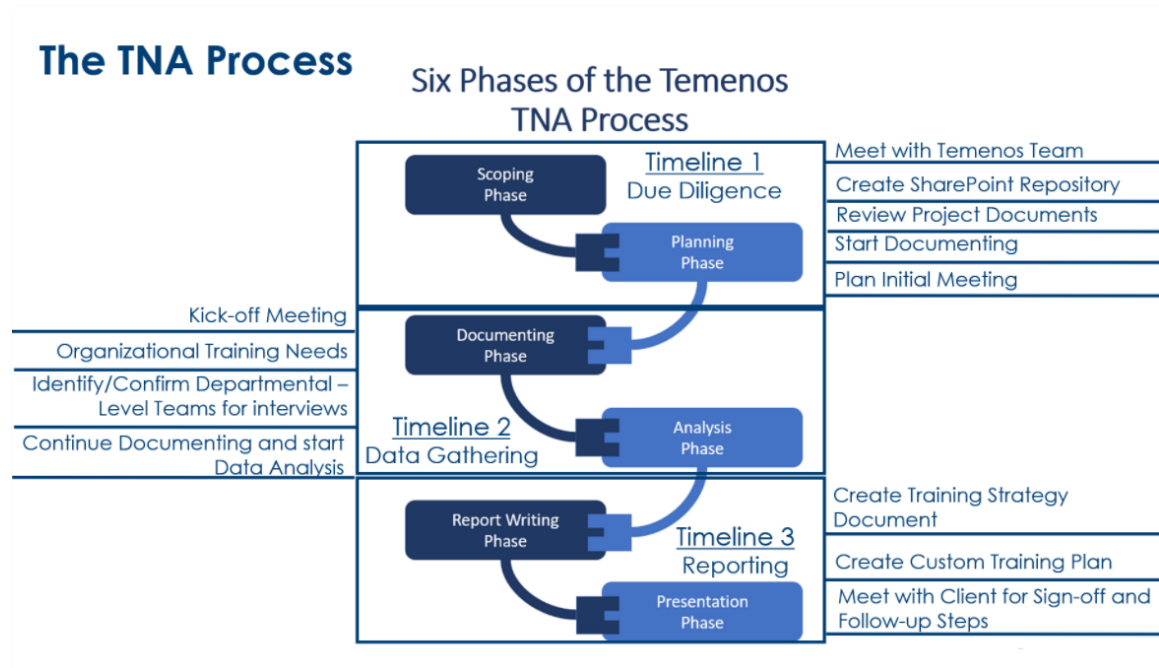 The TNA Process
Six Phases of the Temenos
TNA Process
Scoping
Phase
Timeline 1
Due Diligence
Planning
Phase
Meet with Temenos Team
Create SharePoint Repository
Review Project Documents
Start Documenting
Plan Initial Meeting
Kick-off Meeting
Organizational Training Needs
Identify/Confirm Departmental –
Level Teams for interviews
Continue Documenting and start
Data Analysis
Documenting
Phase
Timeline 2
Data Gathering
Analysis
Phase
Report Writing
Phase
Timeline 3
Reporting
Presentation
Phase
Create Training Strategy
Document
Create Custom Training Plan
Meet with Client for Sign-off and
Follow-up Steps